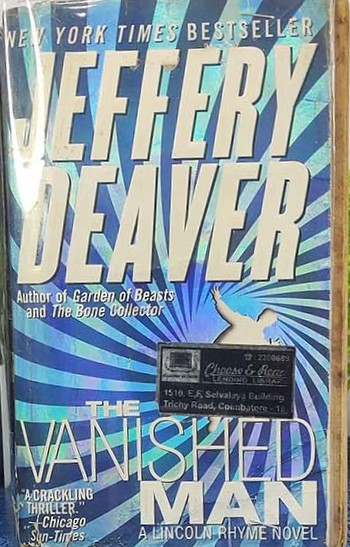 NEW YORK TIMES BESTSELLER
JEFFERY
DEAVER
Author of Garden of Beasts
and The Bone Collector
☎: 2300689
Choose & Read
LENDING LIBRARY
1510, E,F, Selvalaya Building
Trichy Road, Coimbatore - 18.
THE
VANISHED
MAN
"A CRACKLING
THRILLER."
—Chicago
Sun-Times
A LINCOLN RHYME NOVEL